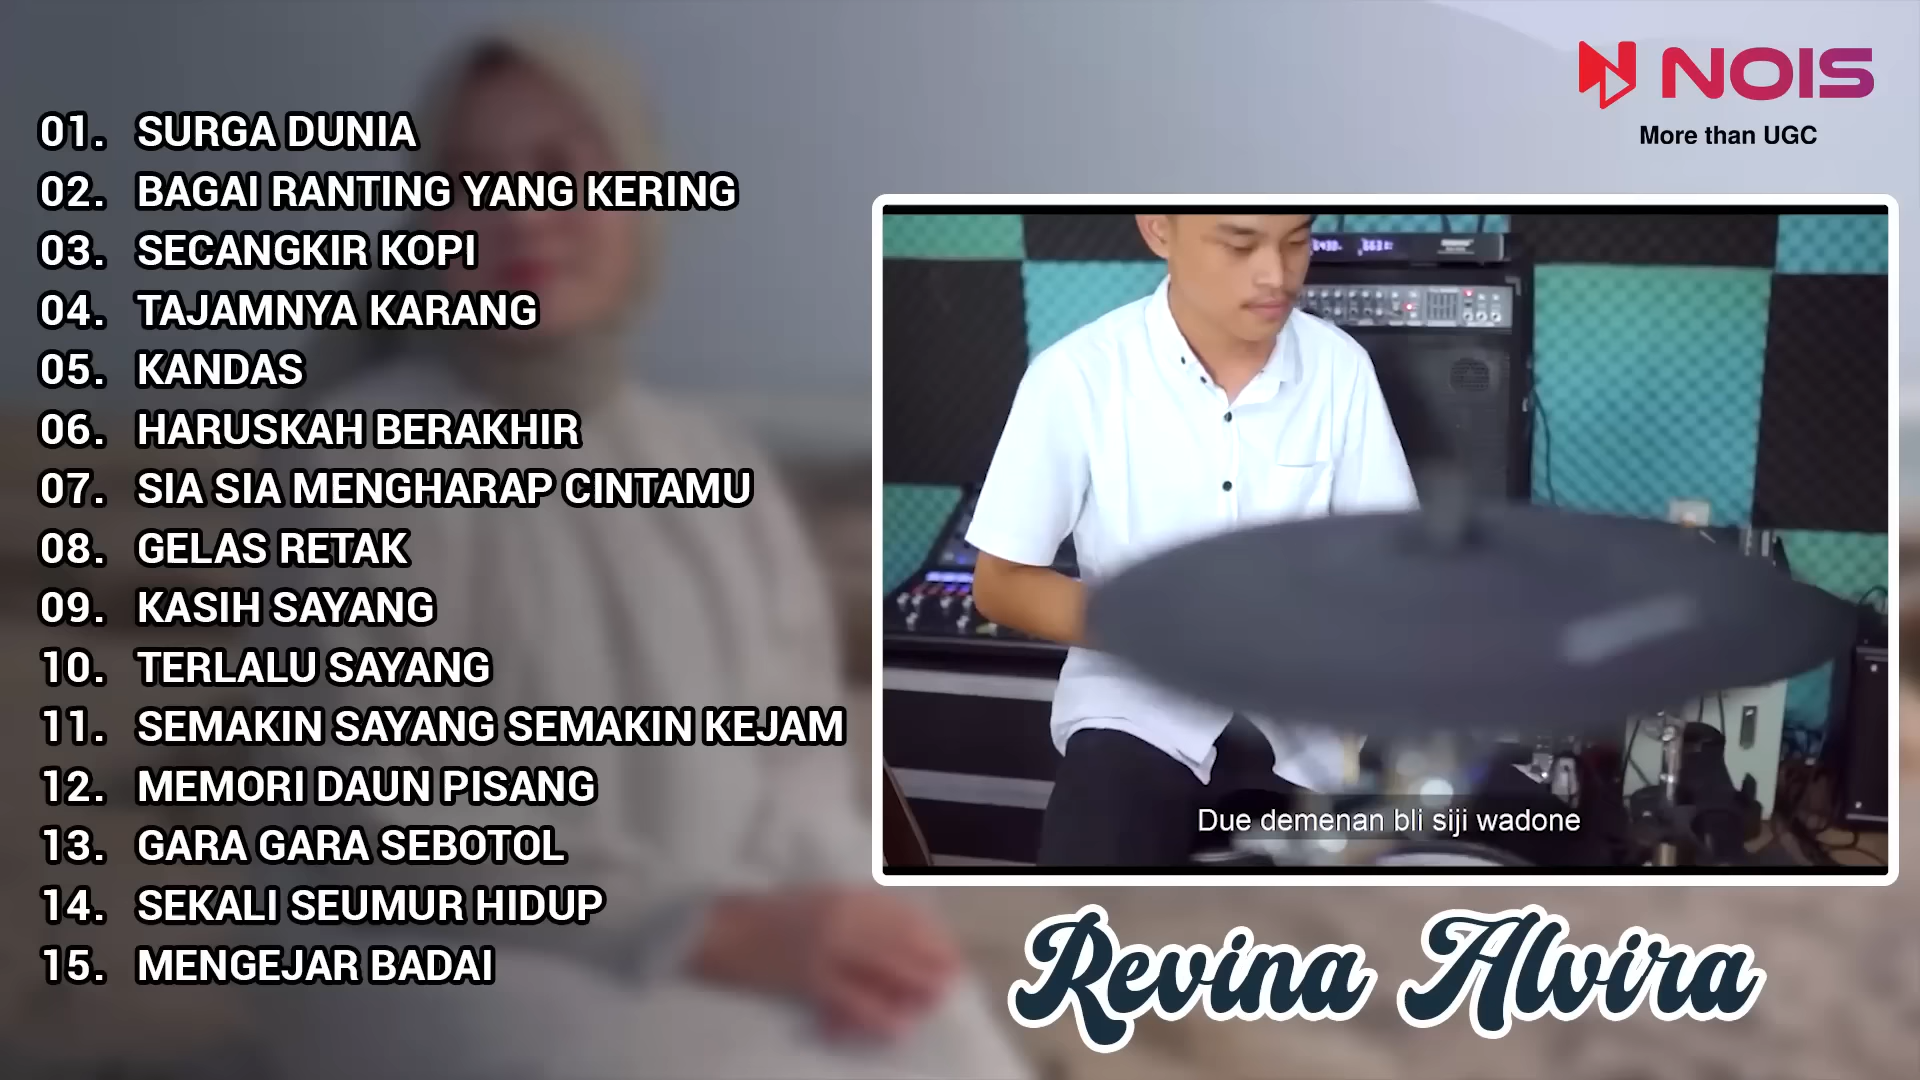 01. SURGA DUNIA
02. BAGAI RANTING YANG KERING
03. SECANGKIR KOPI
04. TAJAMNYA KARANG
05. KANDAS
06. HARUSKAH BERAKHIR
07. SIA SIA MENGHARAP CINTAMU
08. GELAS RETAK
09. KASIH SAYANG
10. TERLALU SAYANG
11. SEMAKIN SAYANG SEMAKIN KEJAM
12. MEMORI DAUN PISANG
13. GARA GARA SEBOTOL
14. SEKALI SEUMUR HIDUP
15. MENGEJAR BADAI
NOIS
More than UGC
Due demenan bli siji wadone
Revina Alvira